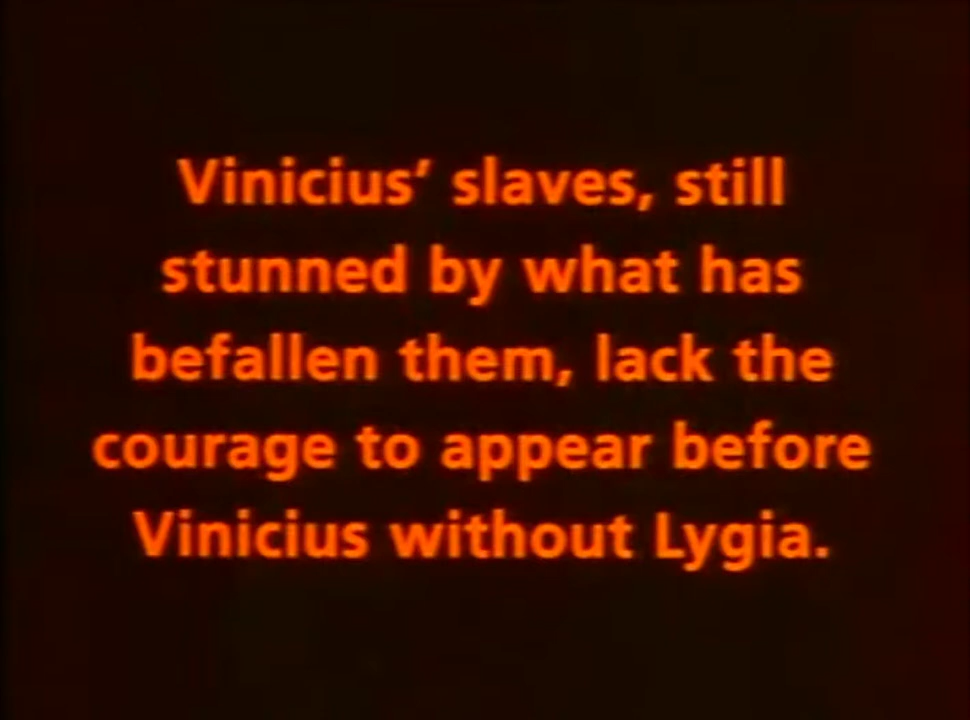 Vinicius’ slaves, still
stunned by what has
befallen them, lack the
courage to appear before
Vinicius without Lygia.